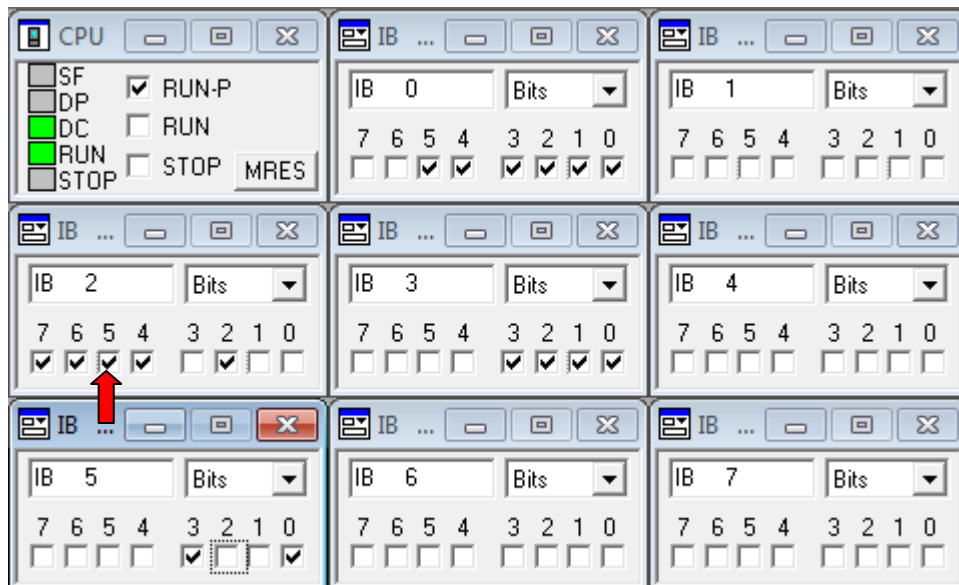 CPU
SF
DP
DC
RUN
STOP
RUN-P
RUN
STOP
MRES
IB ...
IB 0
Bits
7 6 5 4 3 2 1 0
IB ...
IB 1
Bits
7 6 5 4 3 2 1 0
IB ...
IB 2
Bits
7 6 5 4 3 2 1 0
IB ...
IB 3
Bits
7 6 5 4 3 2 1 0
IB ...
IB 4
Bits
7 6 5 4 3 2 1 0
IB ...
IB 5
Bits
7 6 5 4 3 2 1 0
IB ...
IB 6
Bits
7 6 5 4 3 2 1 0
IB ...
IB 7
Bits
7 6 5 4 3 2 1 0